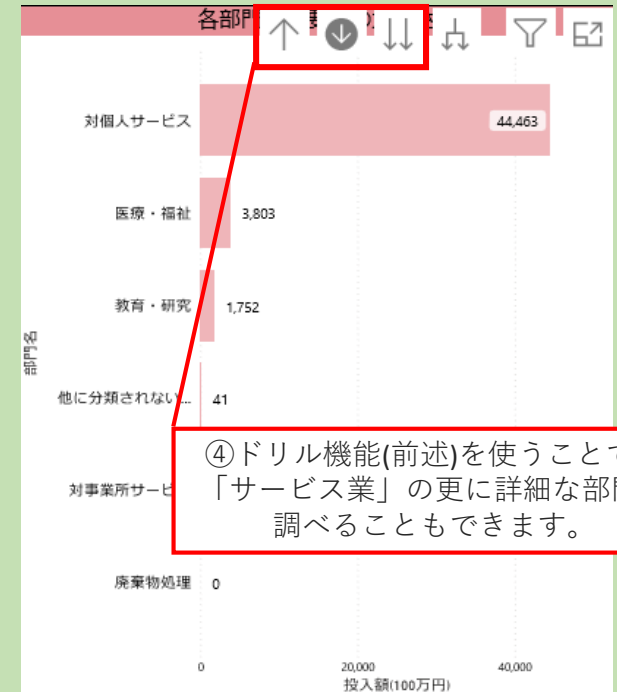 各部門
対個人サービス
44,463
医療・福祉
3,803
教育・研究
1,752
部門名
他に分類されない...
41
④ドリル機能(前述)を使うことで
「サービス業」の更に詳細な部門
調べることもできます。
対事業所サービ
廃棄物処理
0
0
20,000
40,000
投入額(100万円)